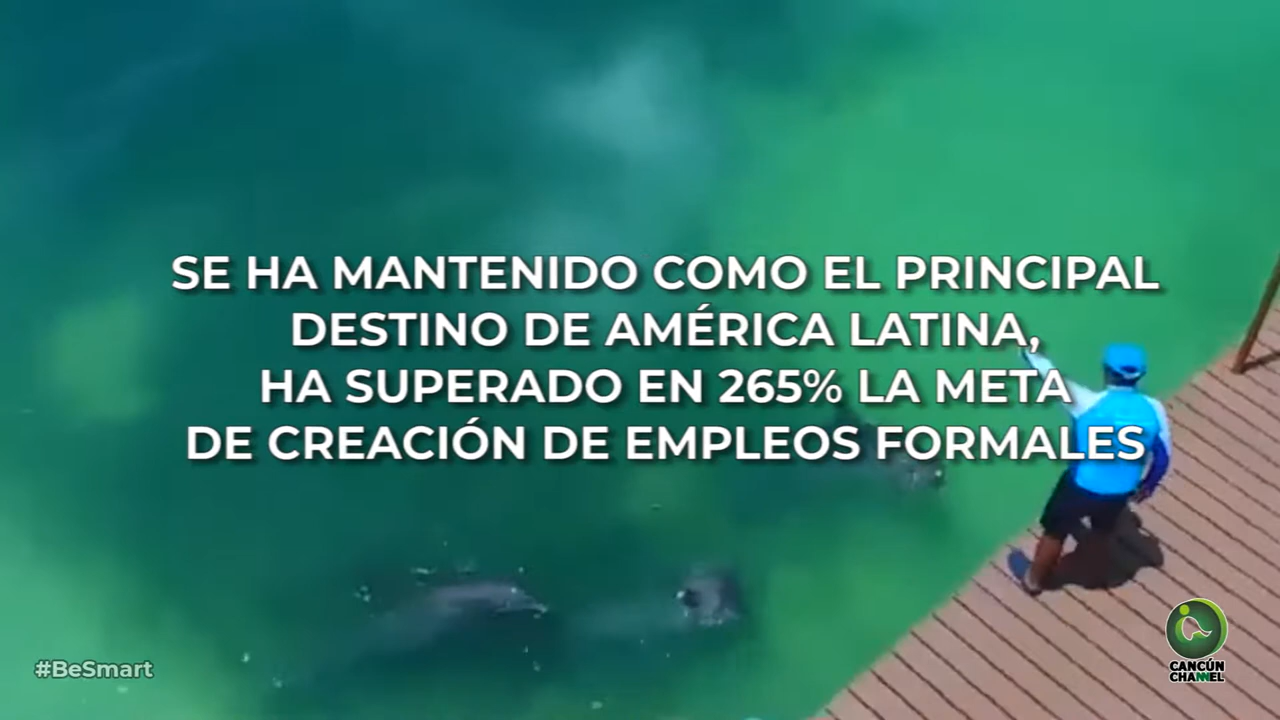 SE HA MANTENIDO COMO EL PRINCIPAL
DESTINO DE AMÉRICA LATINA,
HA SUPERADO EN 265% LA META
DE CREACIÓN DE EMPLEOS FORMALES
#BeSmart
CANCÚN
CHANNEL